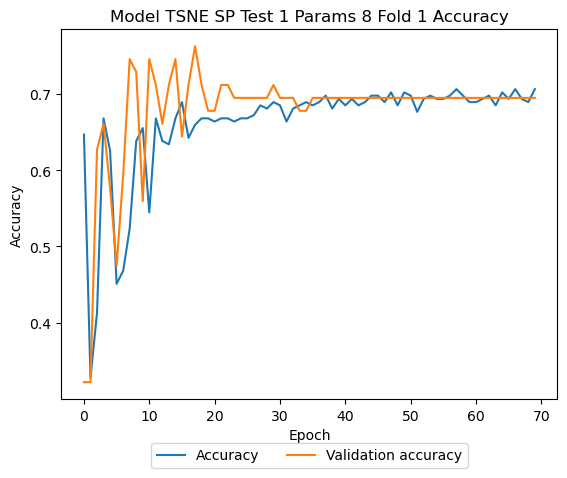 Model TSNE SP Test 1 Params 8 Fold 1 Accuracy
Accuracy
0.7
0.6
0.5
0.4
0 10 20 30 40 50 60 70
Epoch
Accuracy Validation accuracy